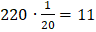 220 · 1/20 = 11